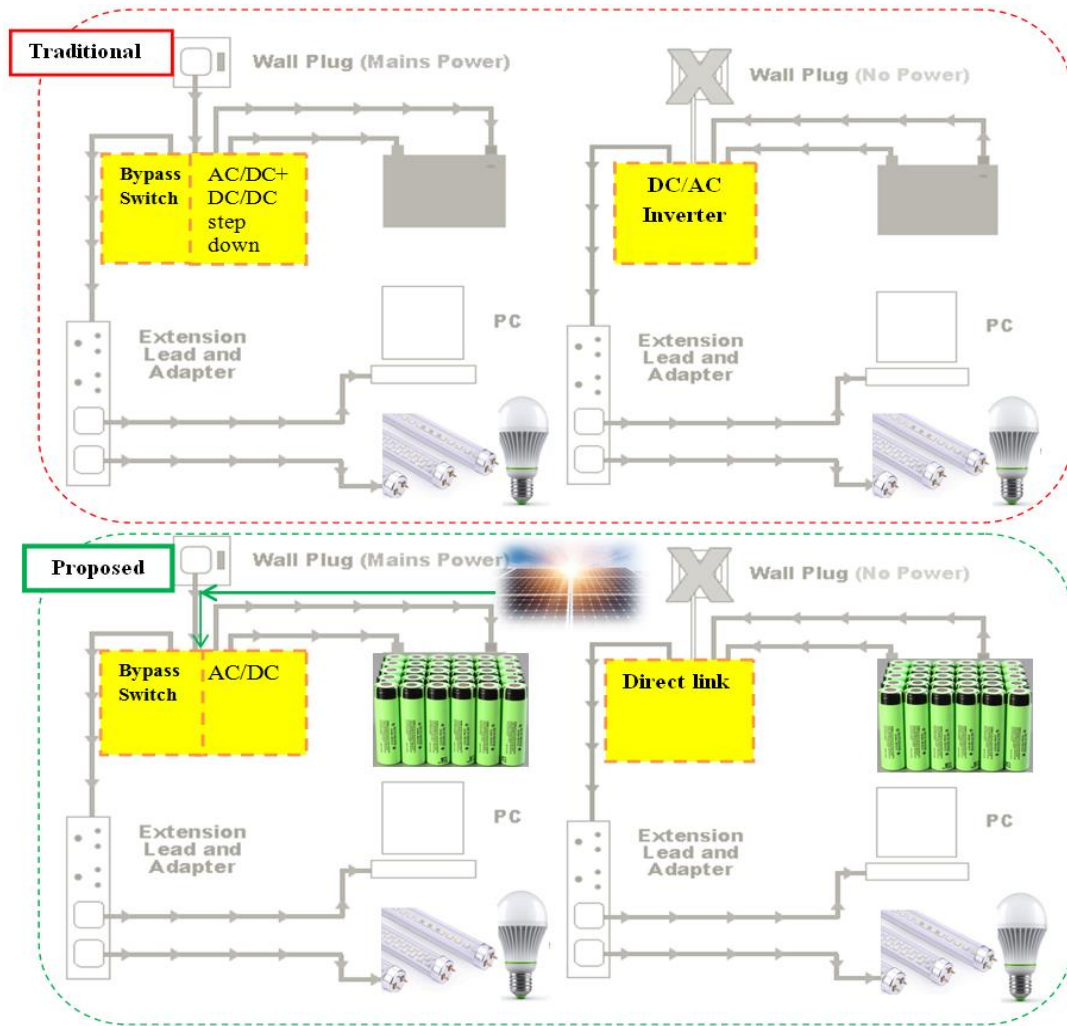 Traditional
Wall Plug (Mains Power)
Wall Plug (No Power)
Bypass
Switch
AC/DC+
DC/DC
step
down
DC/AC
Inverter
Extension
Lead and
Adapter
PC
Extension
Lead and
Adapter
PC
Proposed
Wall Plug (Mains Power)
Wall Plug (No Power)
Bypass
Switch
AC/DC
Direct link
Extension
Lead and
Adapter
PC
Extension
Lead and
Adapter
PC